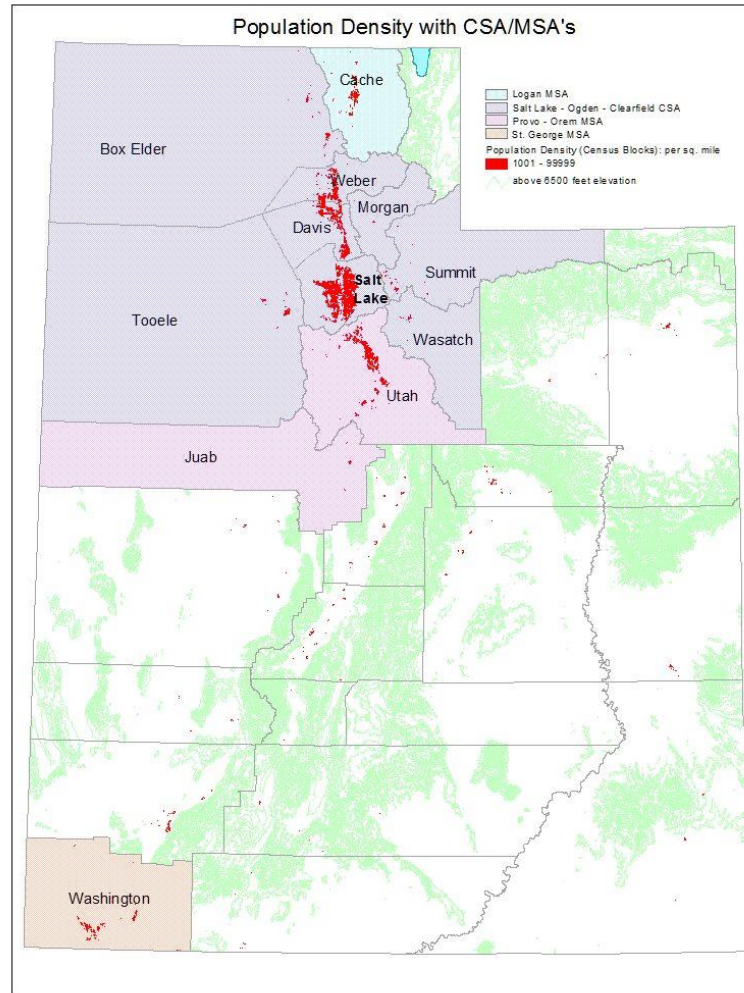 Population Density with CSA/MSA's
Logan MSA
Salt Lake - Ogden - Clearfield CSA
Provo - Orem MSA
St. George MSA
Population Density (Census Blocks): per sq. mile
1001 - 99999
above 6500 feet elevation
Cache
Box Elder
Weber
Morgan
Davis
Summit
Salt
Lake
Tooele
Wasatch
Utah
Juab
Washington